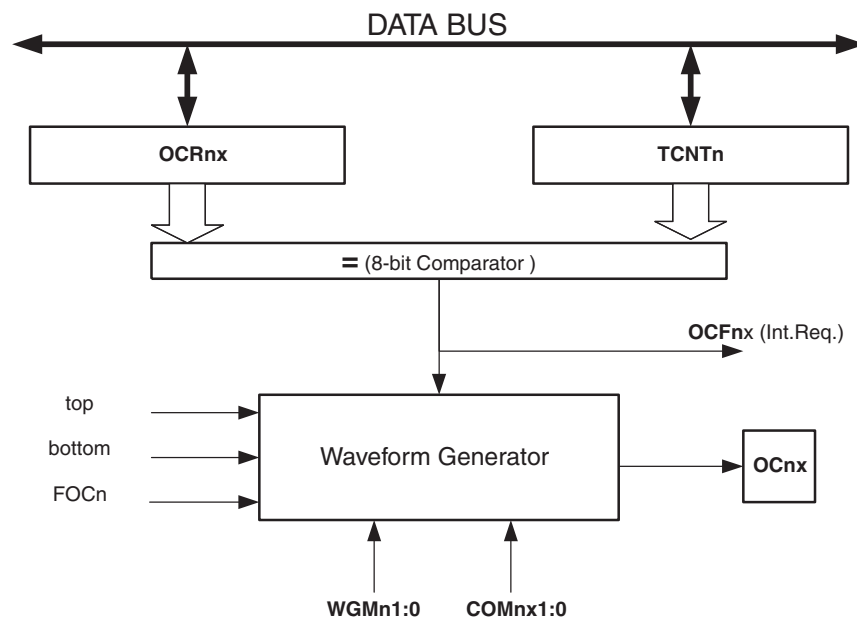 DATA BUS
OCRnx
TCNTn
= (8-bit Comparator )
OCFnx (Int.Req.)
top
bottom
FOCn
Waveform Generator
OCnx
WGMn1:0
COMnx1:0